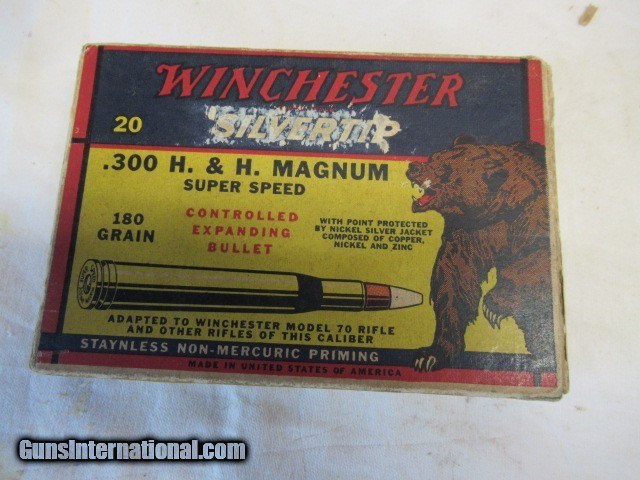 WINCHESTER
20
SILVERTIP
.300 H. & H. MAGNUM
SUPER SPEED
180
GRAIN
CONTROLLED
EXPANDING
BULLET
WITH POINT PROTECTED
BY NICKEL SILVER JACKET
COMPOSED OF COPPER,
NICKEL AND ZINC
ADAPTED TO WINCHESTER MODEL 70 RIFLE
AND OTHER RIFLES OF THIS CALIBER
STAYNLESS NON-MERCURIC PRIMING
MADE IN UNITED STATES OF AMERICA
GunsInternational.com